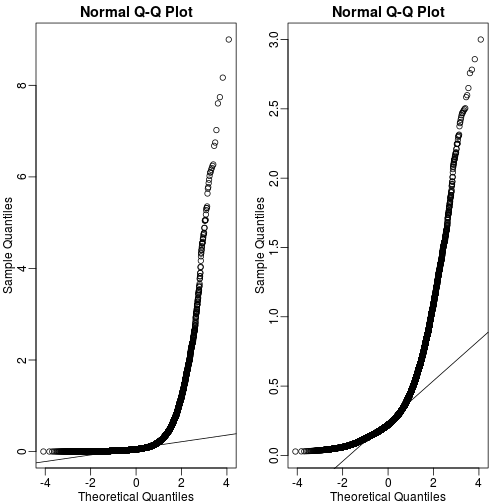 Normal Q-Q Plot
Sample Quantiles
8
6
4
2
0
-4 -2 0 2 4
Theoretical Quantiles
Normal Q-Q Plot
Sample Quantiles
3.0
2.5
2.0
1.5
1.0
0.5
0.0
-4 -2 0 2 4
Theoretical Quantiles